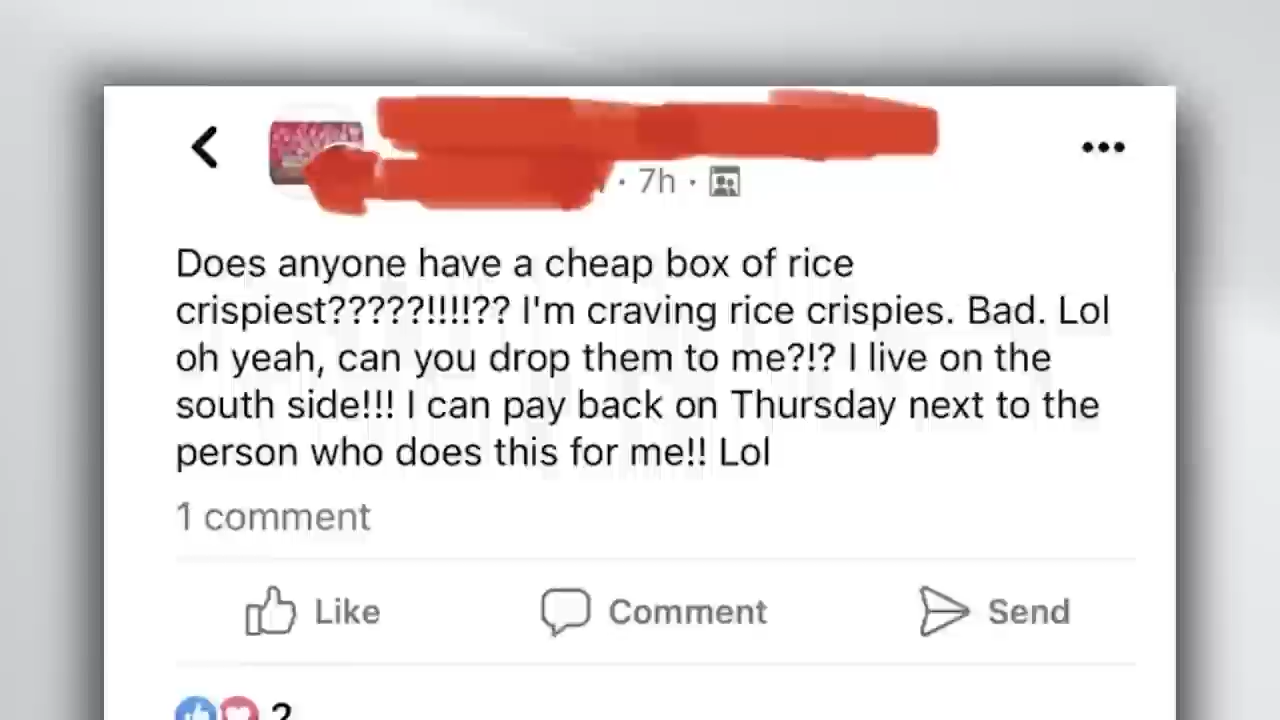 · 7h ·
Does anyone have a cheap box of rice
crispiest?????!!!!?? I'm craving rice crispies. Bad. Lol
oh yeah, can you drop them to me?!? I live on the
south side!!! I can pay back on Thursday next to the
person who does this for me!! Lol
1 comment
Like Comment Send
2